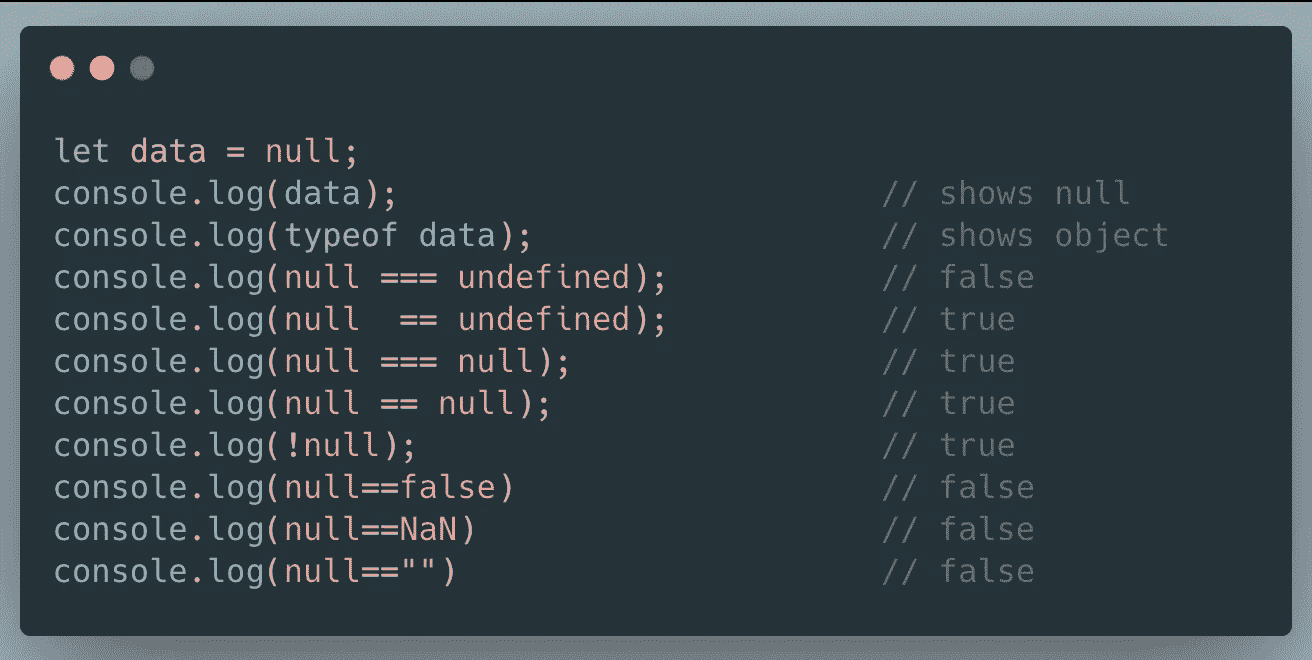 let data = null;
console.log(data); // shows null
console.log(typeof data); // shows object
console.log(null === undefined); // false
console.log(null  == undefined); // true
console.log(null === null); // true
console.log(null == null); // true
console.log(!null); // true
console.log(null==false) // false
console.log(null==NaN) // false
console.log(null=="") // false